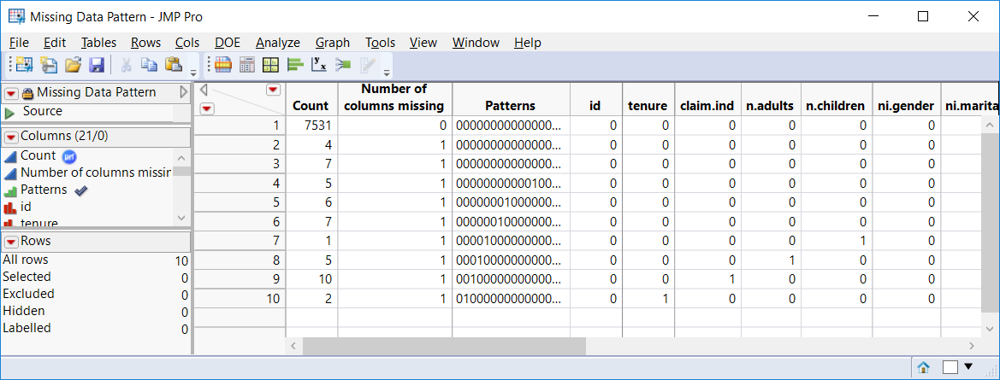 Missing Data Pattern - JMP Pro
File Edit Tables Rows Cols DOE Analyze Graph Tools View Window Help
Missing Data Pattern
Source
Columns (21/0)
Count
Number of columns missin
Patterns
id
tenure
Rows
All rows 10
Selected 0
Excluded 0
Hidden 0
Labelled 0
Count Number of columns missing Patterns id tenure claim.ind n.adults n.children ni.gender ni.marita
1 7531 0 00000000000000... 0 0 0 0 0 0
2 4 1 00000000000000... 0 0 0 0 0 0
3 7 1 00000000000000... 0 0 0 0 0 0
4 5 1 00000000000100... 0 0 0 0 0 0
5 6 1 00000001000000... 0 0 0 0 0 0
6 7 1 00000010000000... 0 0 0 0 0 0
7 1 1 00001000000000... 0 0 0 0 1 0
8 5 1 00010000000000... 0 0 0 1 0 0
9 10 1 00100000000000... 0 0 1 0 0 0
10 2 1 01000000000000... 0 1 0 0 0 0